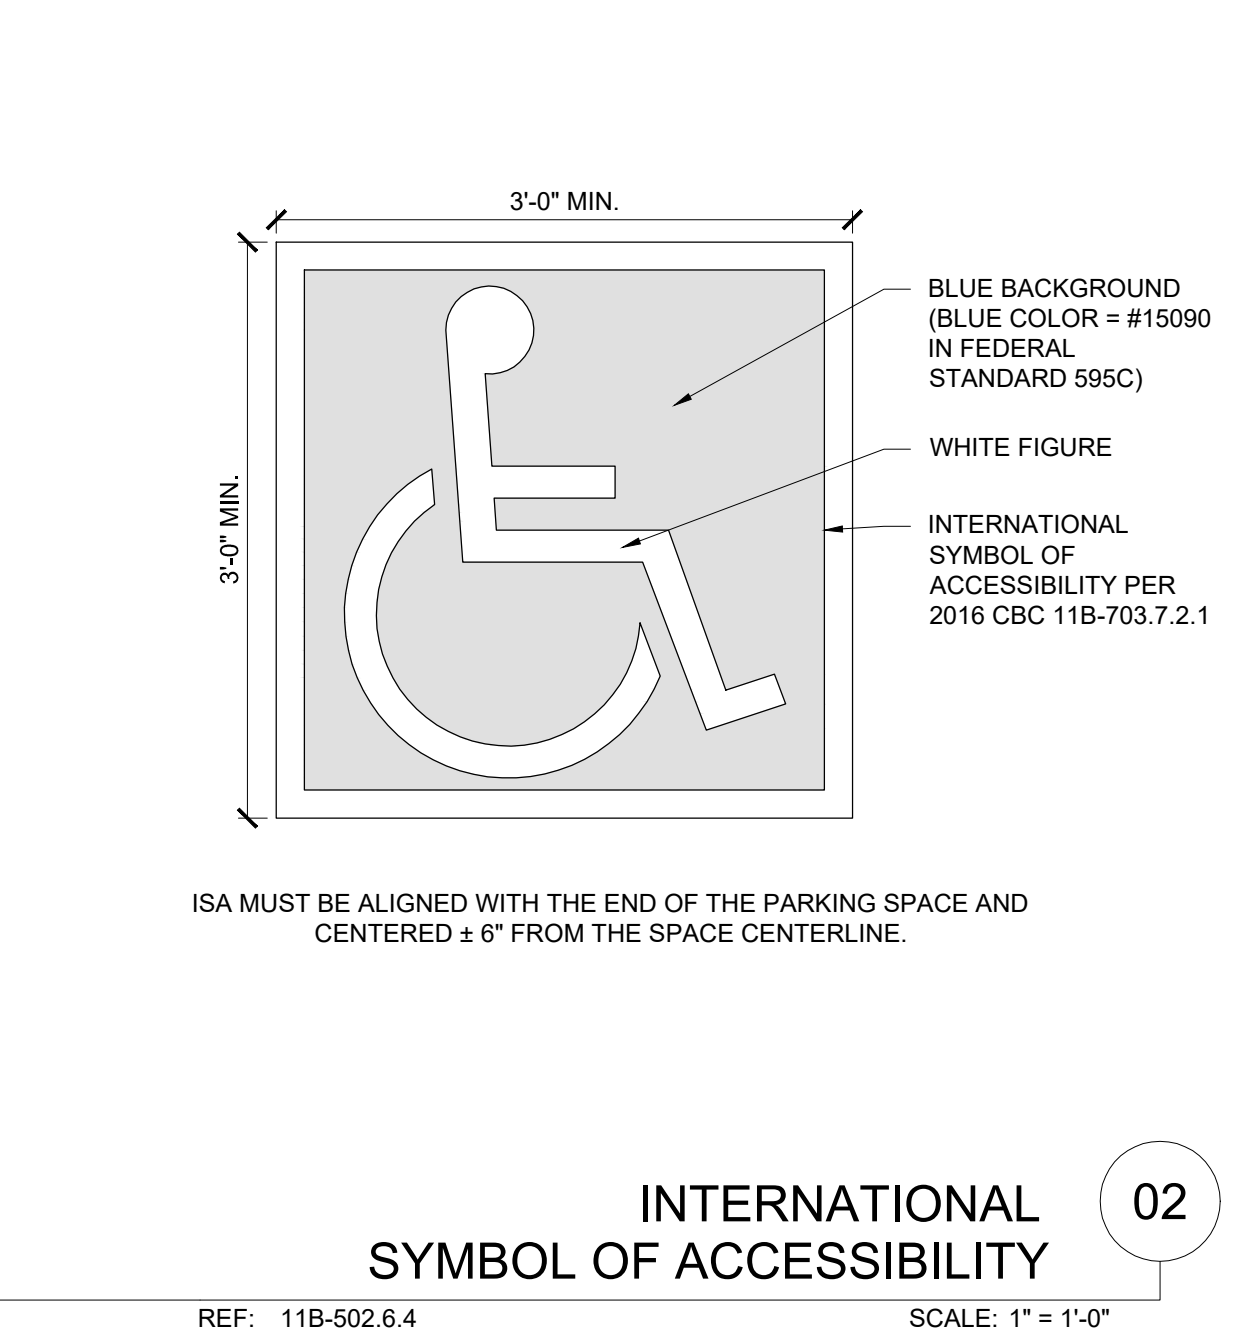 3'-0" MIN.
3'-0" MIN.
BLUE BACKGROUND
(BLUE COLOR = #15090
IN FEDERAL
STANDARD 595C)
WHITE FIGURE
INTERNATIONAL
SYMBOL OF
ACCESSIBILITY PER
2016 CBC 11B-703.7.2.1
ISA MUST BE ALIGNED WITH THE END OF THE PARKING SPACE AND
CENTERED ± 6" FROM THE SPACE CENTERLINE.
INTERNATIONAL
SYMBOL OF ACCESSIBILITY
02
REF: 11B-502.6.4
SCALE: 1" = 1'-0"